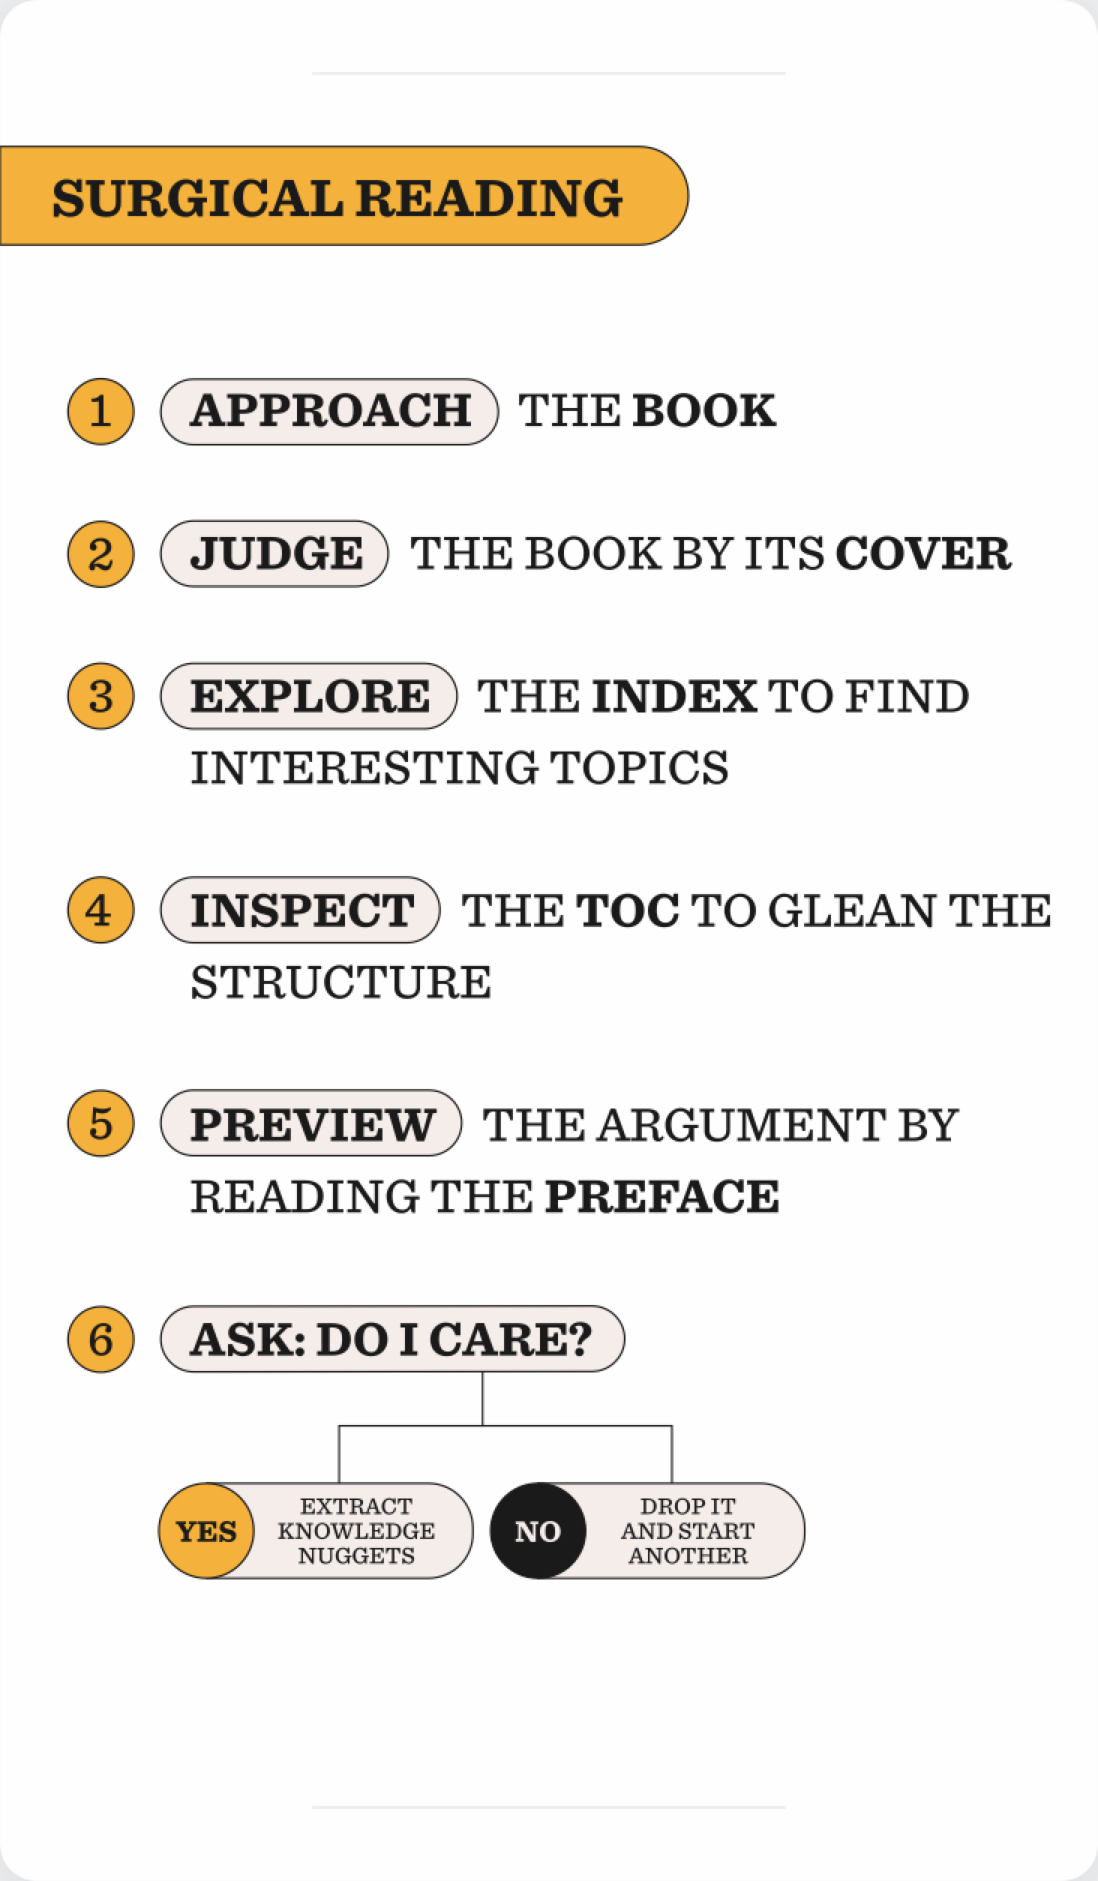 SURGICAL READING
1 APPROACH THE BOOK
2 JUDGE THE BOOK BY ITS COVER
3 EXPLORE THE INDEX TO FIND
INTERESTING TOPICS
4 INSPECT THE TOC TO GLEAN THE
STRUCTURE
5 PREVIEW THE ARGUMENT BY
READING THE PREFACE
6 ASK: DO I CARE?
YES
EXTRACT
KNOWLEDGE
NUGGETS
NO
DROP IT
AND START
ANOTHER